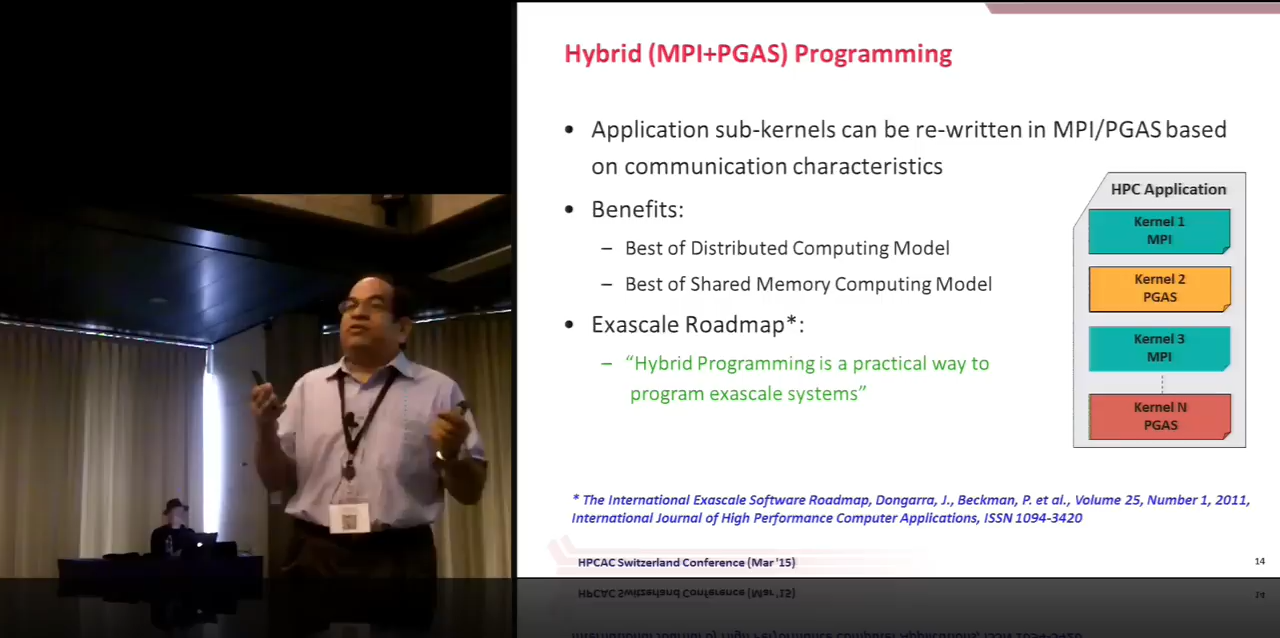 Hybrid (MPI+PGAS) Programming
• Application sub-kernels can be re-written in MPI/PGAS based
on communication characteristics
• Benefits:
– Best of Distributed Computing Model
– Best of Shared Memory Computing Model
• Exascale Roadmap*:
– “Hybrid Programming is a practical way to
program exascale systems”
HPC Application
Kernel 1
MPI
Kernel 2
PGAS
Kernel 3
MPI
Kernel N
PGAS
* The International Exascale Software Roadmap, Dongarra, J., Beckman, P. et al., Volume 25, Number 1, 2011,
International Journal of High Performance Computer Applications, ISSN 1094-3420
HPCAC Switzerland Conference (Mar '15)
14